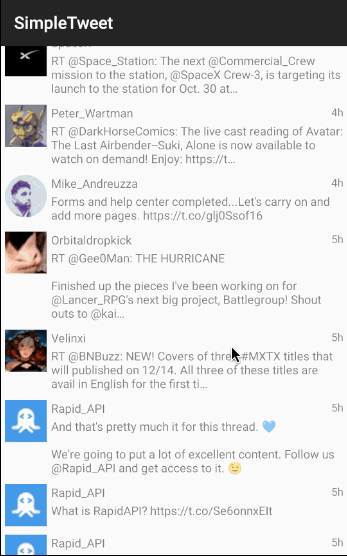 SimpleTweet
RT @Space_Station: The next @Commercial_Crew
mission to the station, @SpaceX Crew-3, is targeting its
launch to the station for Oct. 30 at…
Peter_Wartman 4h
RT @DarkHorseComics: The live cast reading of Avatar:
The Last Airbender--Suki, Alone is now available to
watch on demand! Enjoy: https://t…
Mike_Andreuzza 4h
Forms and help center completed...Let's carry on and
add more pages. https://t.co/glj0Ssof16
Orbitaldropkick 5h
RT @Gee0Man: THE HURRICANE
Finished up the pieces I've been working on for
@Lancer_RPG's next big project, Battlegroup! Shout
outs to @kai…
Velinxi 5h
RT @BNBuzz: NEW! Covers of three #MXTX titles that
will published on 12/14. All three of these titles are
avail in English for the first ti…
Rapid_API 5h
And that's pretty much it for this thread. 🩵
We're going to put a lot of excellent content. Follow us
@Rapid_API and get access to it. 😉
Rapid_API 5h
What is RapidAPI? https://t.co/Se6onnxEIt
Rapid_API 5h